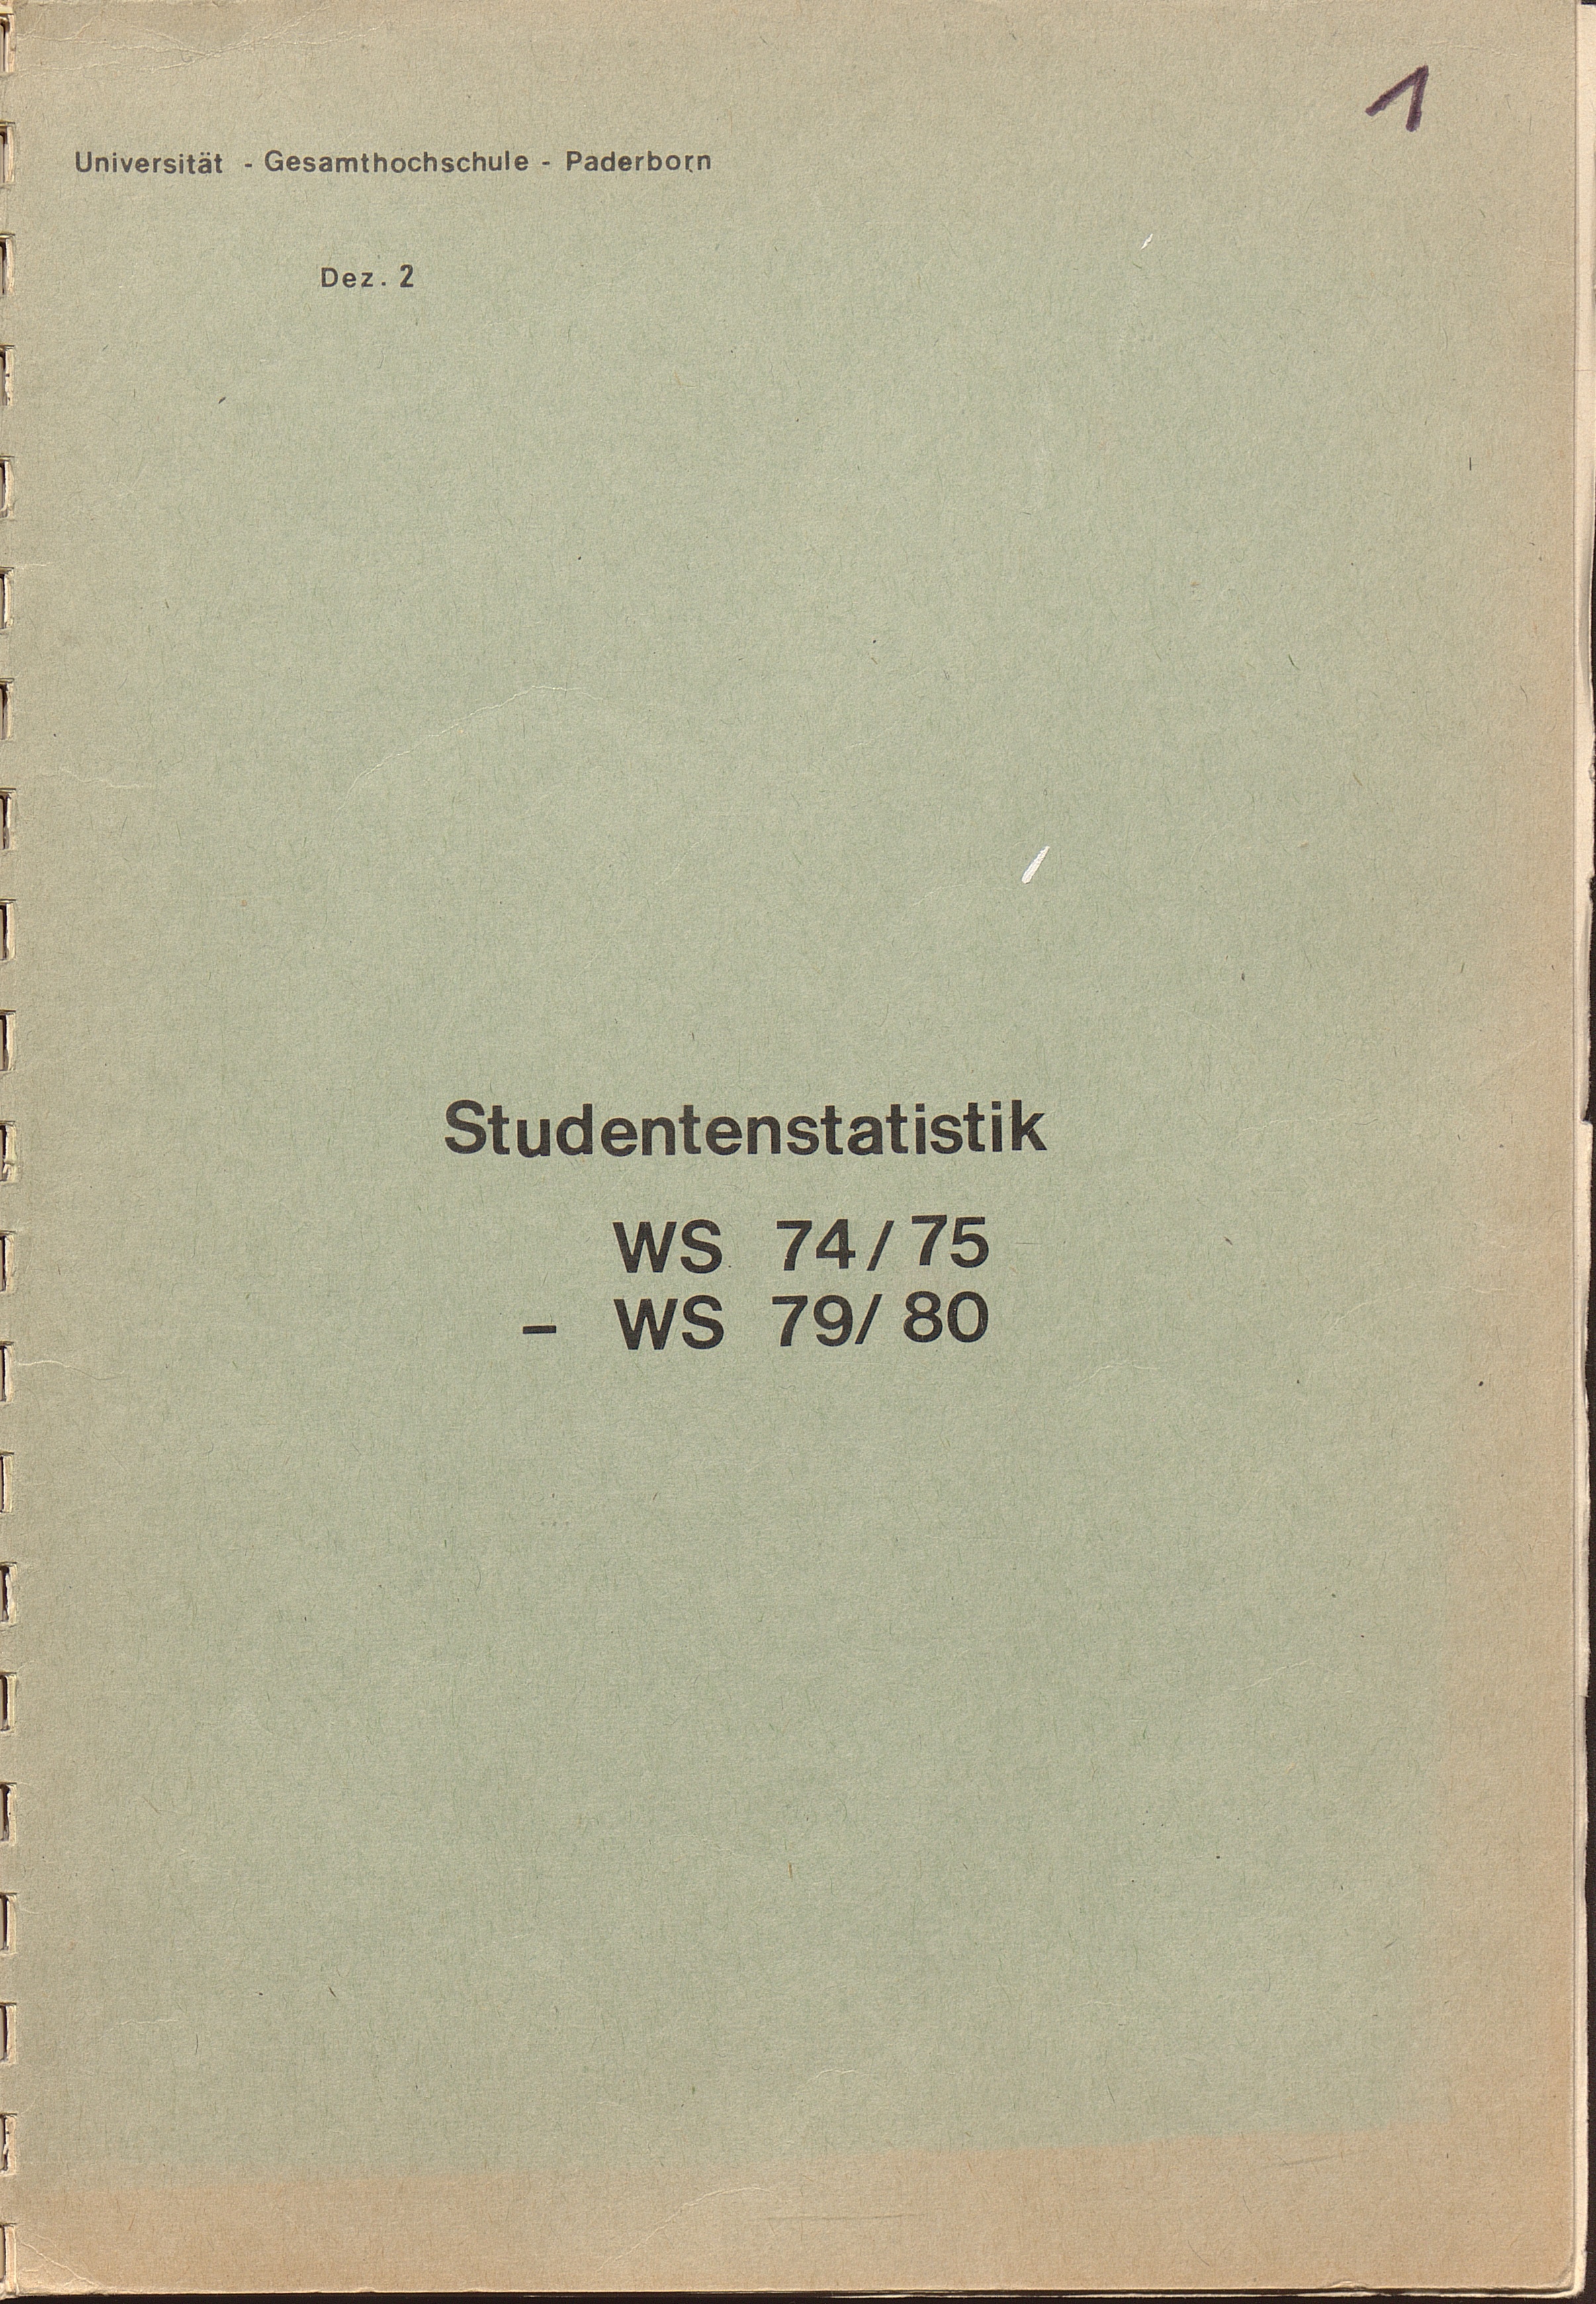 1
Universität - Gesamthochschule - Paderborn
Dez. 2
Studentenstatistik
WS 74/75
– WS 79/80